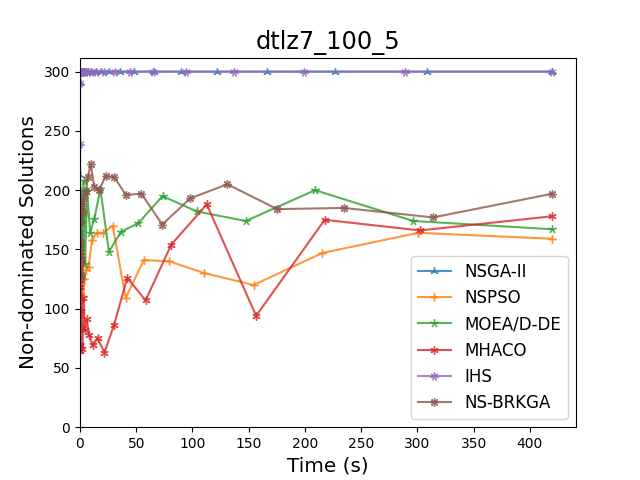 dtlz7_100_5
Non-dominated Solutions
300
250
200
150
100
50
0
0 50 100 150 200 250 300 350 400
Time (s)
NSGA-II
NSPSO
MOEA/D-DE
MHACO
IHS
NS-BRKGA